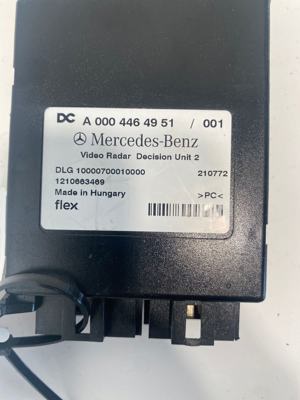 DC A 000 446 49 51 / 001
Mercedes-Benz
Video Radar Decision Unit 2
DLG 10000700010000 210772
1210663469
Made in Hungary >PC<
flex